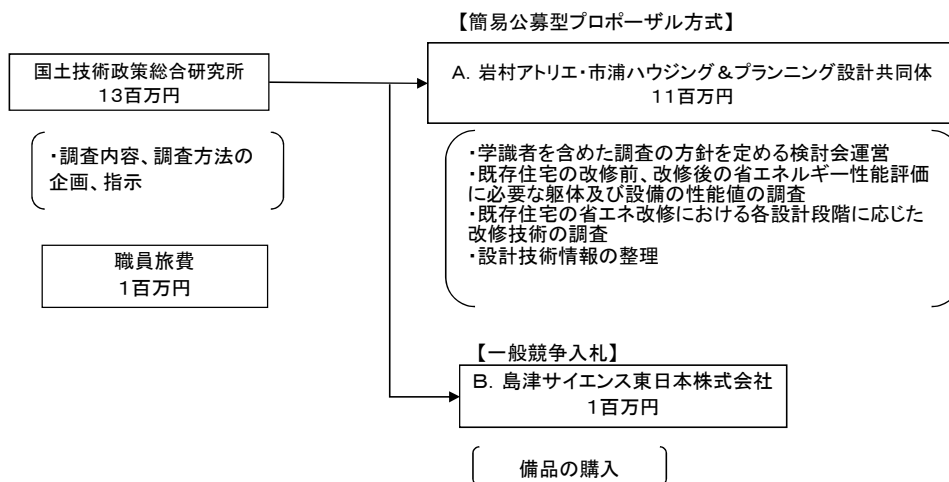 【簡易公募型プロポーザル方式】
国土技術政策総合研究所
13百万円
A. 岩村アトリエ・市浦ハウジング＆プランニング設計共同体
11百万円
・調査内容、調査方法の
企画、指示
・学識者を含めた調査の方針を定める検討会運営
・既存住宅の改修前、改修後の省エネルギー性能評価
に必要な躯体及び設備の性能値の調査
・既存住宅の省エネ改修における各設計段階に応じた
改修技術の調査
・設計技術情報の整理
職員旅費
1百万円
【一般競争入札】
B. 島津サイエンス東日本株式会社
1百万円
備品の購入